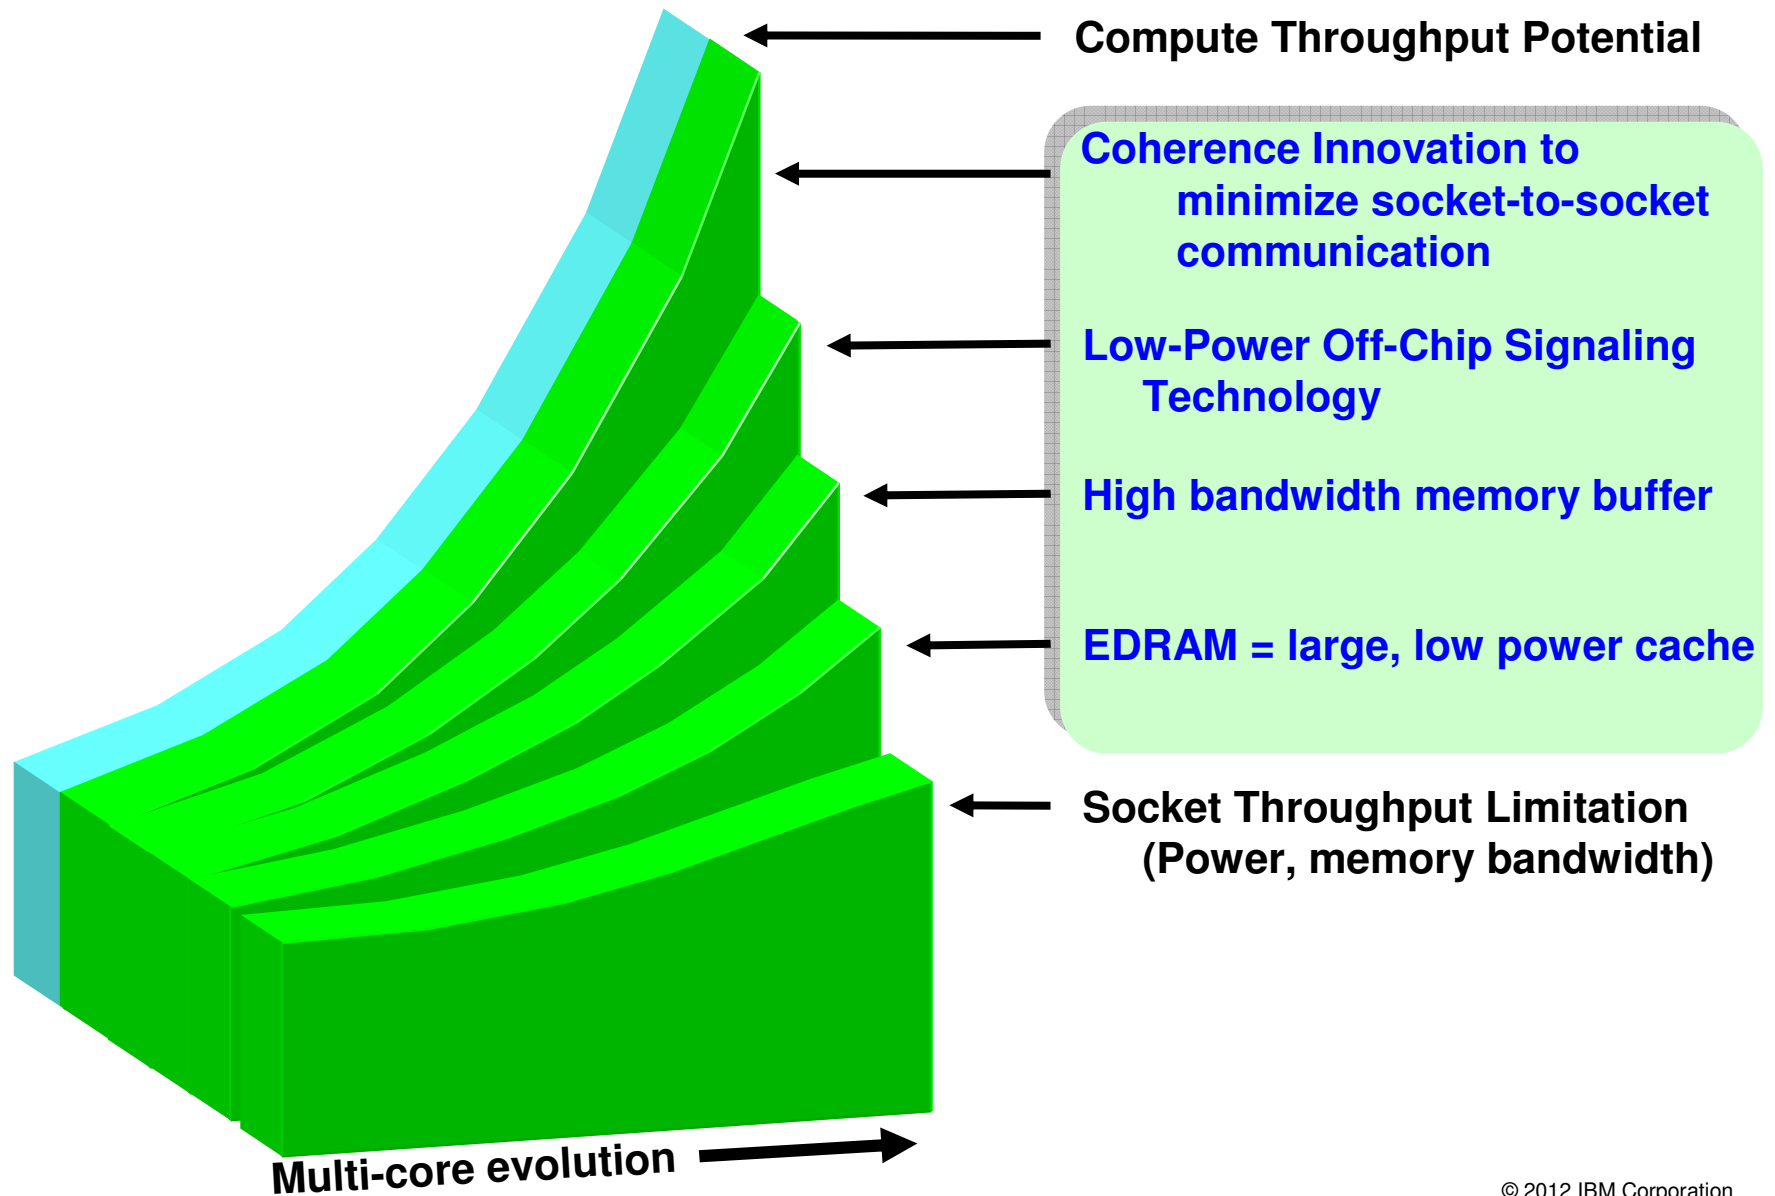 Compute Throughput Potential
Coherence Innovation to
minimize socket-to-socket
communication
Low-Power Off-Chip Signaling
Technology
High bandwidth memory buffer
EDRAM = large, low power cache
Socket Throughput Limitation
(Power, memory bandwidth)
Multi-core evolution
© 2012 IBM Corporation